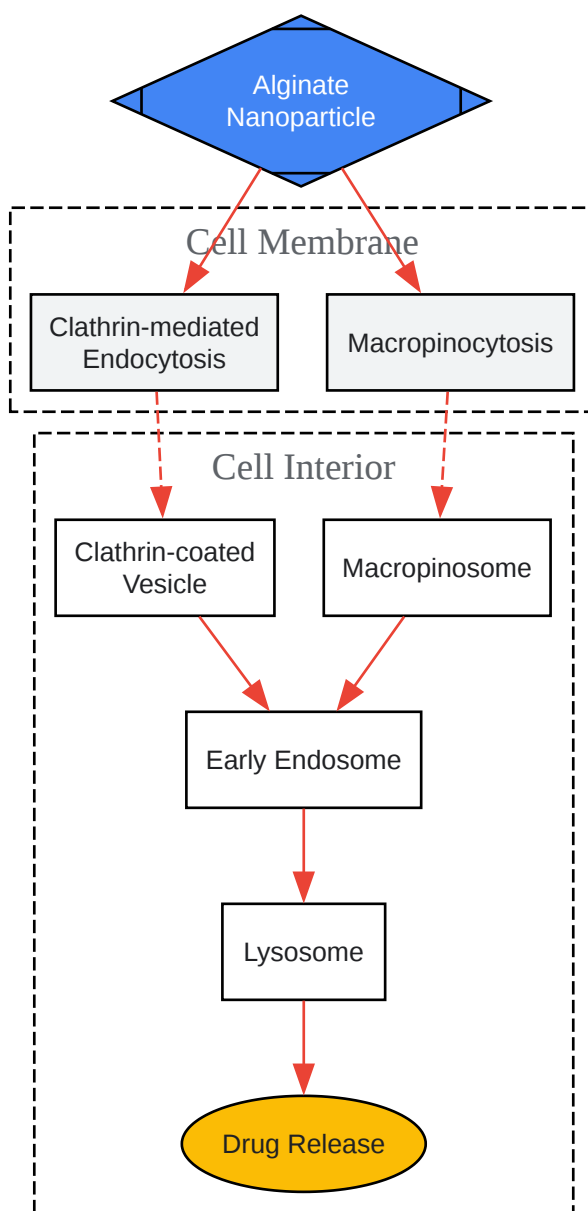 Alginate
Nanoparticle
Cell Membrane
Clathrin-mediated
Endocytosis
Macropinocytosis
Cell Interior
Clathrin-coated
Vesicle
Macropinosome
Early Endosome
Lysosome
Drug Release